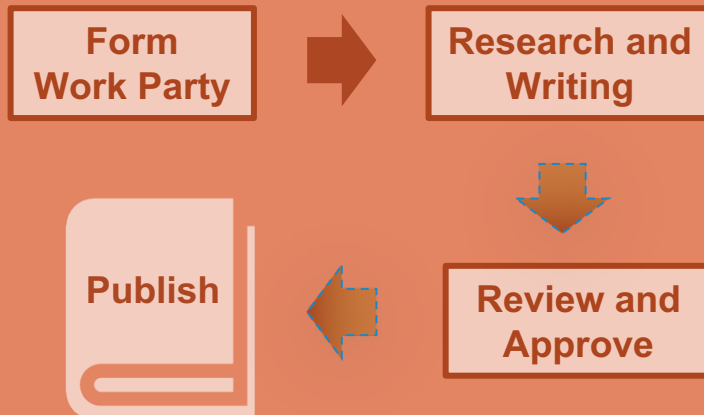 Form
Work Party
Research and
Writing
Review and
Approve
Publish